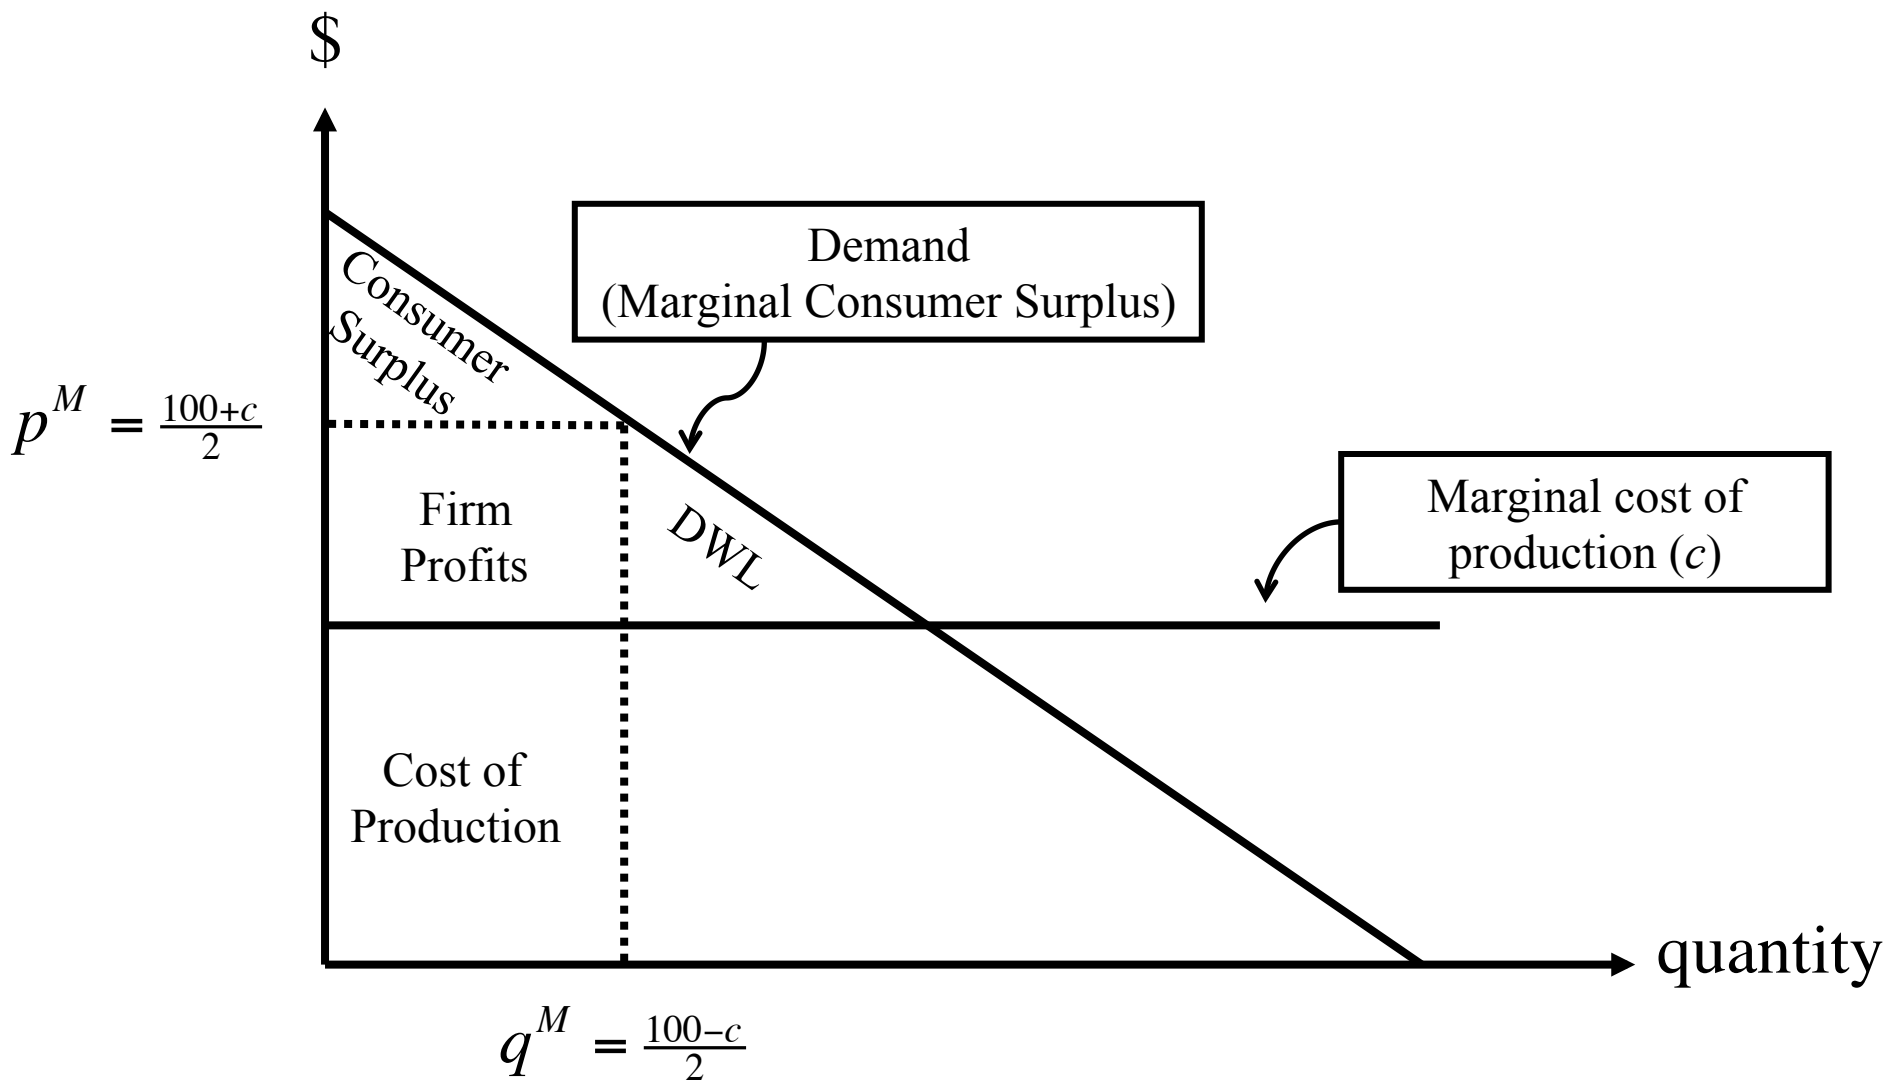 $
Demand
(Marginal Consumer Surplus)
Consumer
Surplus
p^M = (100+c)/2
Marginal cost of
production (c)
Firm
Profits
DWL
Cost of
Production
quantity
q^M = (100−c)/2